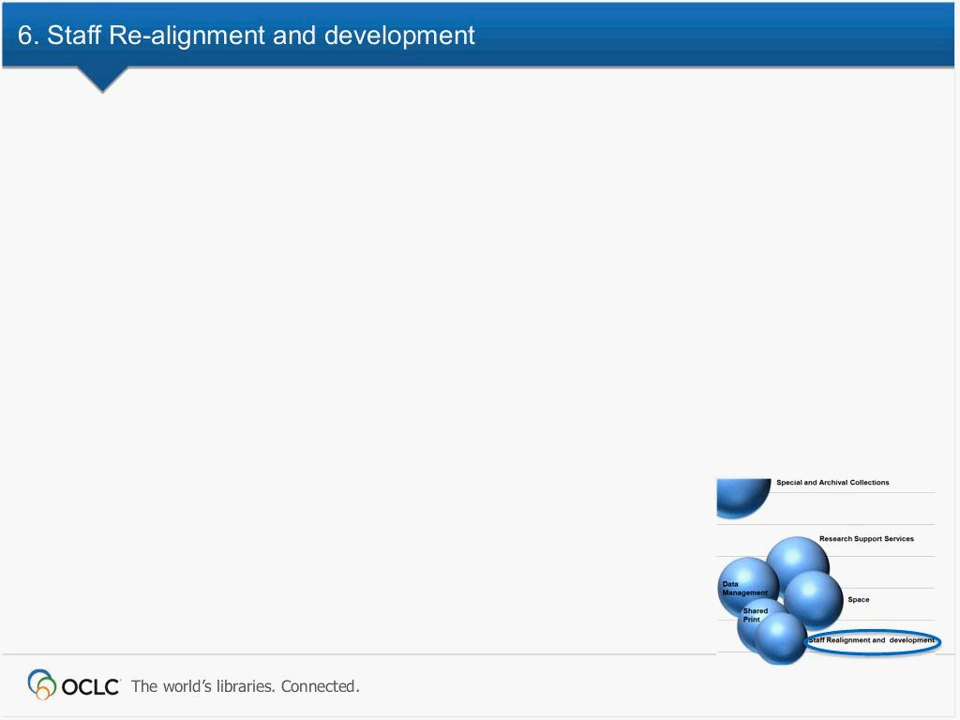 6. Staff Re-alignment and development
Special and Archival Collections
Research Support Services
Data
Management
Space
Shared
Print
Staff Realignment and development
OCLC
The world’s libraries. Connected.